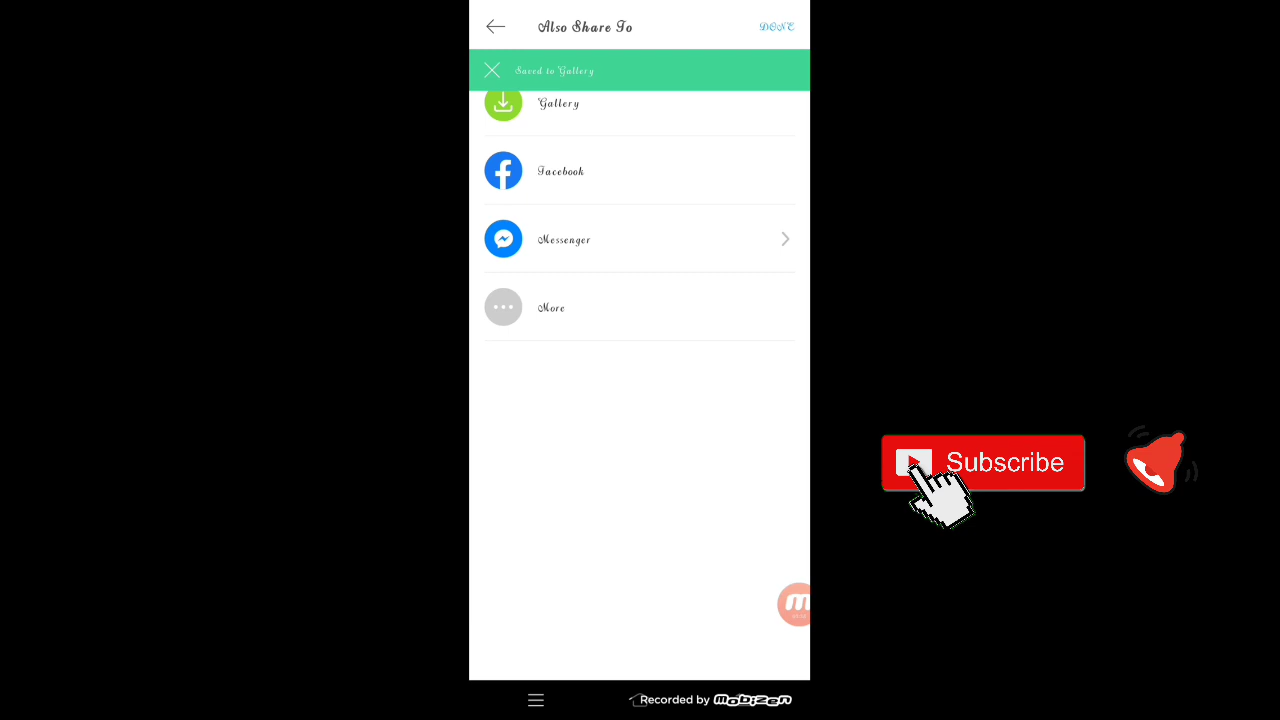 Also Share To
DONE
Saved to Gallery
Gallery
Facebook
Messenger
More
Subscribe
Recorded by Mobizen